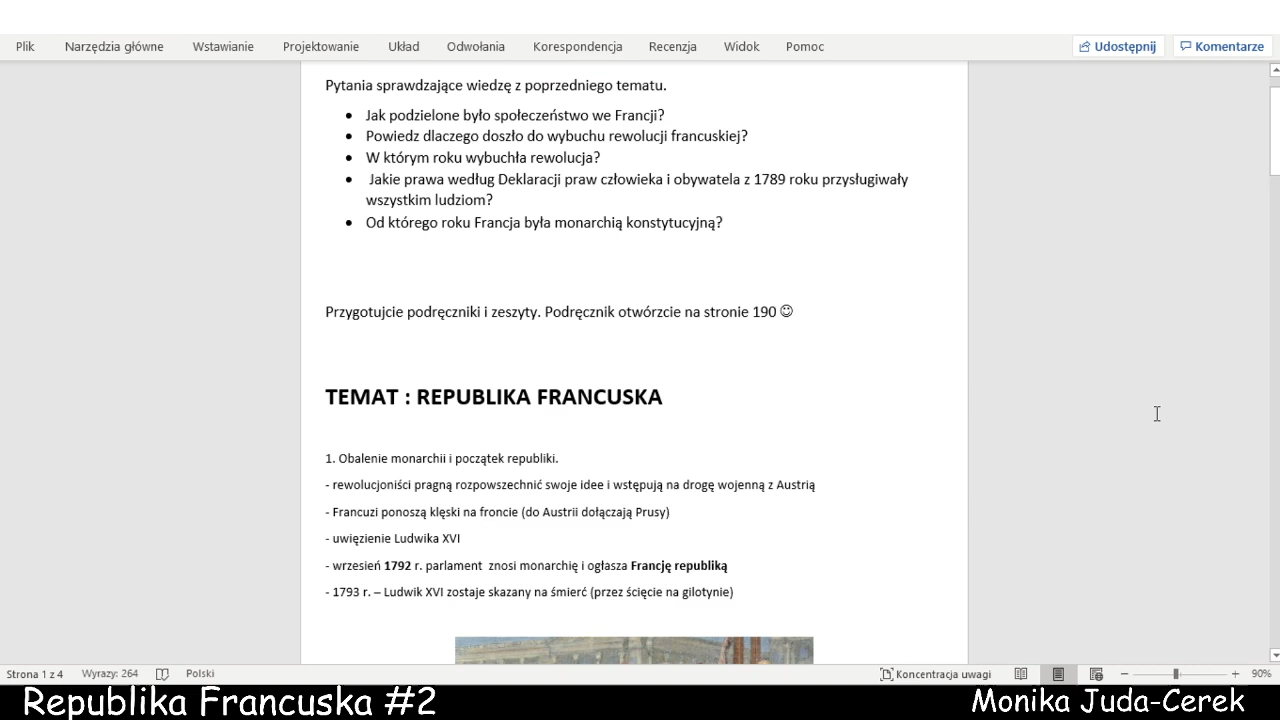 Plik Narzędzia główne Wstawianie Projektowanie Układ Odwołania Korespondencja Recenzja Widok Pomoc Udostępnij Komentarze
Pytania sprawdzające wiedzę z poprzedniego tematu.
• Jak podzielone było społeczeństwo we Francji?
• Powiedz dlaczego doszło do wybuchu rewolucji francuskiej?
• W którym roku wybuchła rewolucja?
• Jakie prawa według Deklaracji praw człowieka i obywatela z 1789 roku przysługiwały
wszystkim ludziom?
• Od którego roku Francja była monarchią konstytucyjną?
Przygotujcie podręczniki i zeszyty. Podręcznik otwórzcie na stronie 190 ☺
TEMAT : REPUBLIKA FRANCUSKA
1. Obalenie monarchii i początek republiki.
- rewolucjoniści pragną rozpowszechnić swoje idee i wstępują na drogę wojenną z Austrią
- Francuzi ponoszą klęski na froncie (do Austrii dołączają Prusy)
- uwięzienie Ludwika XVI
- wrzesień 1792 r. parlament znosi monarchię i ogłasza Francję republiką
- 1793 r. – Ludwik XVI zostaje skazany na śmierć (przez ścięcie na gilotynie)
Strona 1 z 4 Wyrazy: 264 Polski Koncentracja uwagi 90%
Republika Francuska #2 Monika Juda-Cerek